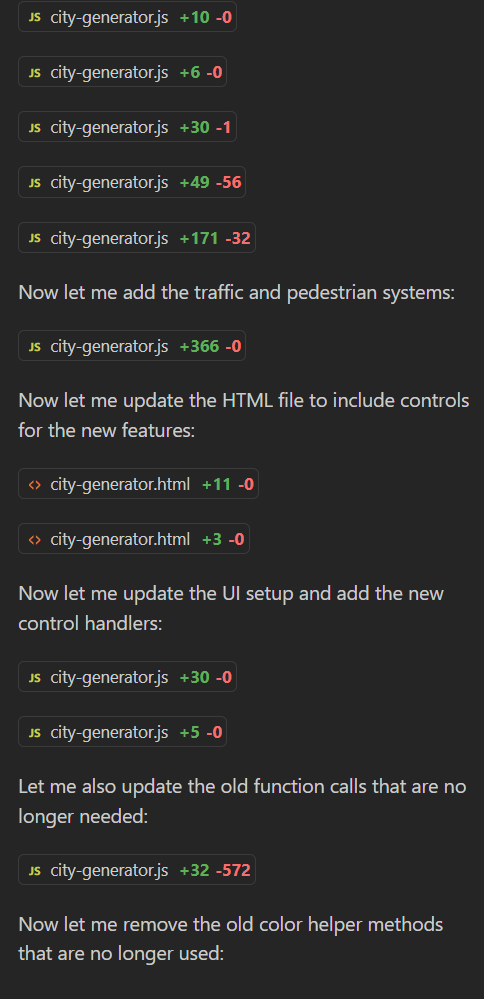 JS city-generator.js +10 -0
JS city-generator.js +6 -0
JS city-generator.js +30 -1
JS city-generator.js +49 -56
JS city-generator.js +171 -32
Now let me add the traffic and pedestrian systems:
JS city-generator.js +366 -0
Now let me update the HTML file to include controls
for the new features:
<> city-generator.html +11 -0
<> city-generator.html +3 -0
Now let me update the UI setup and add the new
control handlers:
JS city-generator.js +30 -0
JS city-generator.js +5 -0
Let me also update the old function calls that are no
longer needed:
JS city-generator.js +32 -572
Now let me remove the old color helper methods
that are no longer used: